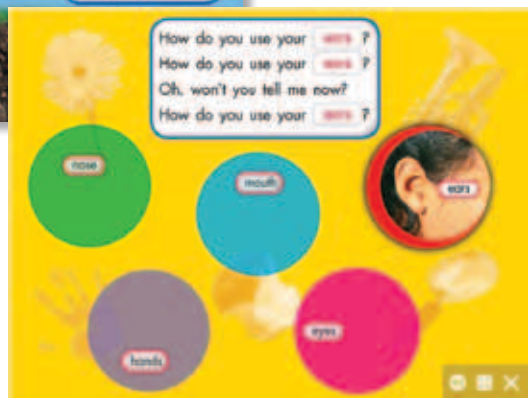 How do you use your ears ?
How do you use your ears ?
Oh, won't you tell me now?
How do you use your ears ?
nose
mouth
ears
hands
eyes